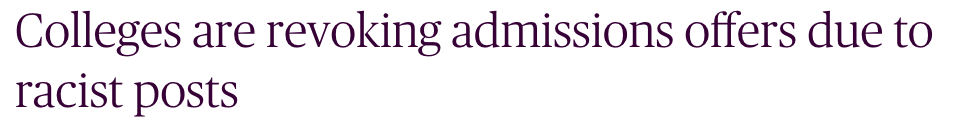 Colleges are revoking admissions offers due to
racist posts